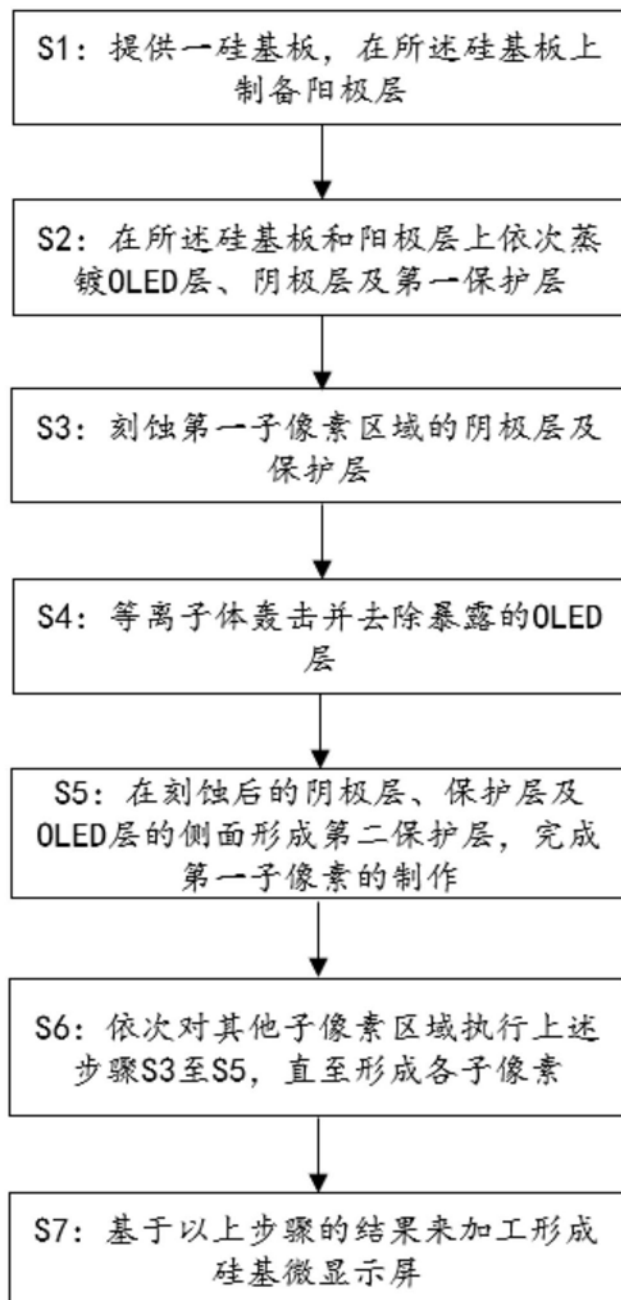 S1：提供一硅基板，在所述硅基板上
制备阳极层
S2：在所述硅基板和阳极层上依次蒸
镀OLED层、阴极层及第一保护层
S3：刻蚀第一子像素区域的阴极层及
保护层
S4：等离子体轰击并去除暴露的OLED
层
S5：在刻蚀后的阴极层、保护层及
OLED层的侧面形成第二保护层，完成
第一子像素的制作
S6：依次对其他子像素区域执行上述
步骤S3至S5，直至形成各子像素
S7：基于以上步骤的结果来加工形成
硅基微显示屏